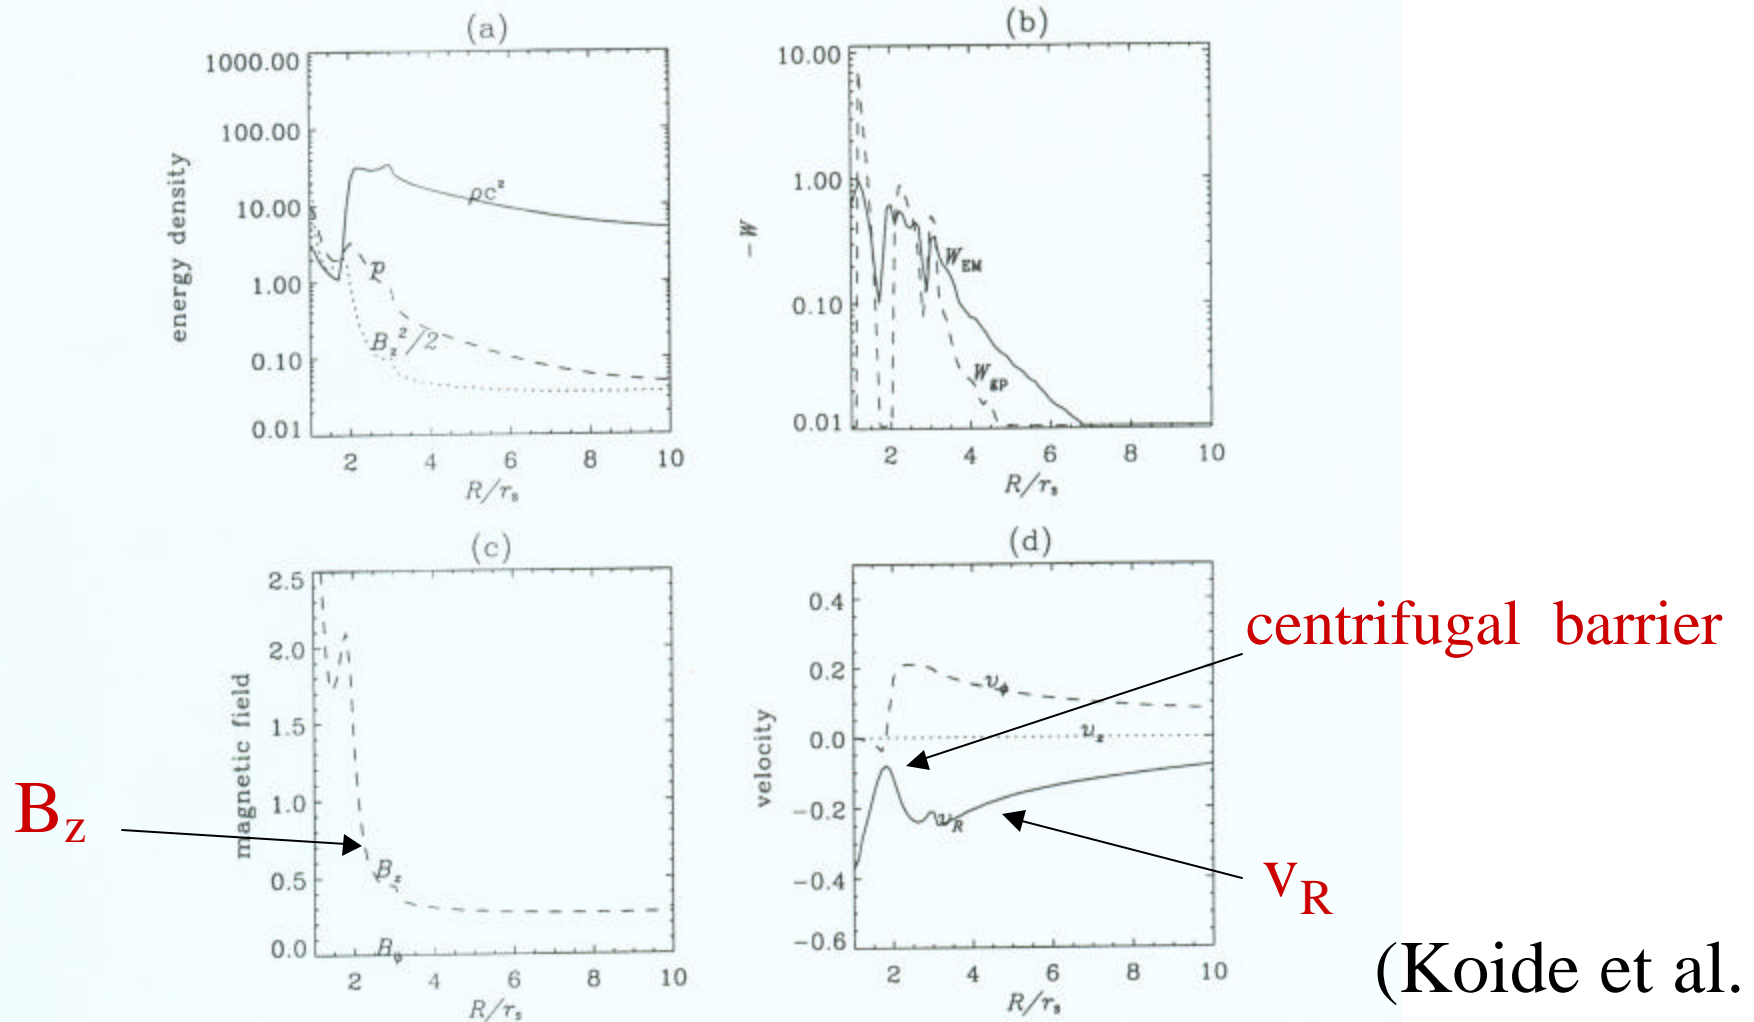 (a)
1000.00
100.00
10.00
1.00
0.10
0.01
energy density
ρc²
p
B_z²/2
2 4 6 8 10
R/r_s
(b)
10.00
1.00
0.10
0.01
−W
W_EM
W_gp
2 4 6 8 10
R/r_s
(c)
2.5
2.0
1.5
1.0
0.5
0.0
magnetic field
B_z
B_z
B_φ
2 4 6 8 10
R/r_s
(d)
0.4
0.2
0.0
−0.2
−0.4
−0.6
velocity
υ_φ
υ_z
υ_R
2 4 6 8 10
R/r_s
centrifugal barrier
v_R
(Koide et al.